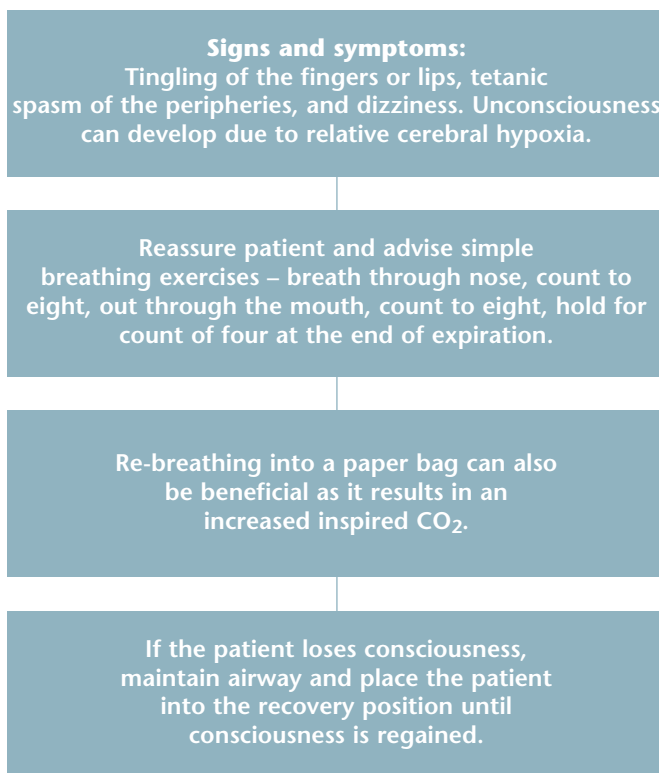 Signs and symptoms:
Tingling of the fingers or lips, tetanic
spasm of the peripheries, and dizziness. Unconsciousness
can develop due to relative cerebral hypoxia.
Reassure patient and advise simple
breathing exercises – breath through nose, count to
eight, out through the mouth, count to eight, hold for
count of four at the end of expiration.
Re-breathing into a paper bag can also
be beneficial as it results in an
increased inspired CO₂.
If the patient loses consciousness,
maintain airway and place the patient
into the recovery position until
consciousness is regained.